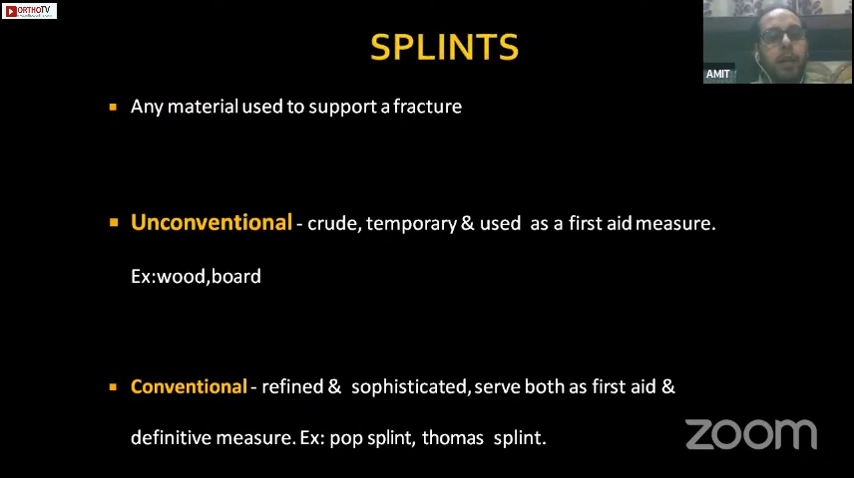 ORTHOTV
SPLINTS
AMIT
Any material used to support a fracture
Unconventional - crude, temporary & used as a first aid measure.
Ex:wood,board
Conventional - refined & sophisticated, serve both as first aid &
definitive measure. Ex: pop splint, thomas splint.
zoom